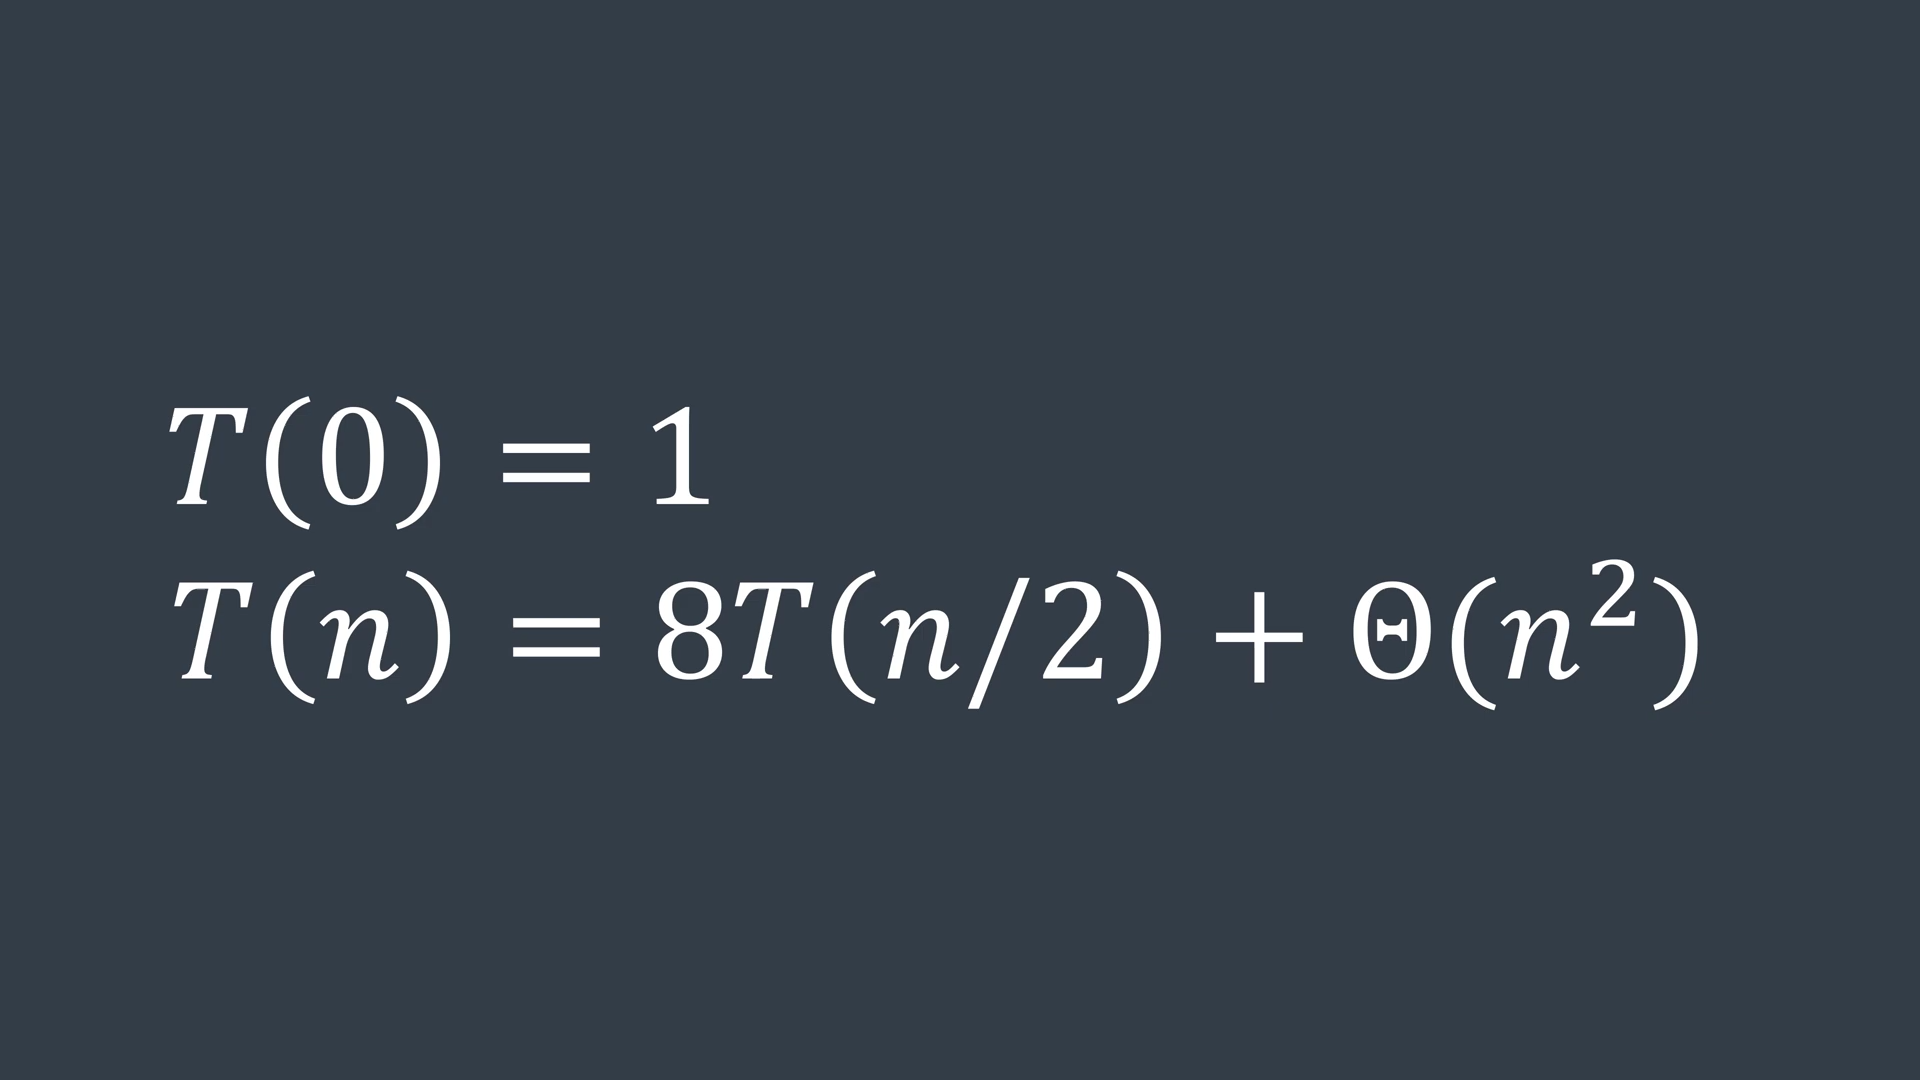 T(0) = 1
T(n) = 8T(n/2) + Θ(n²)